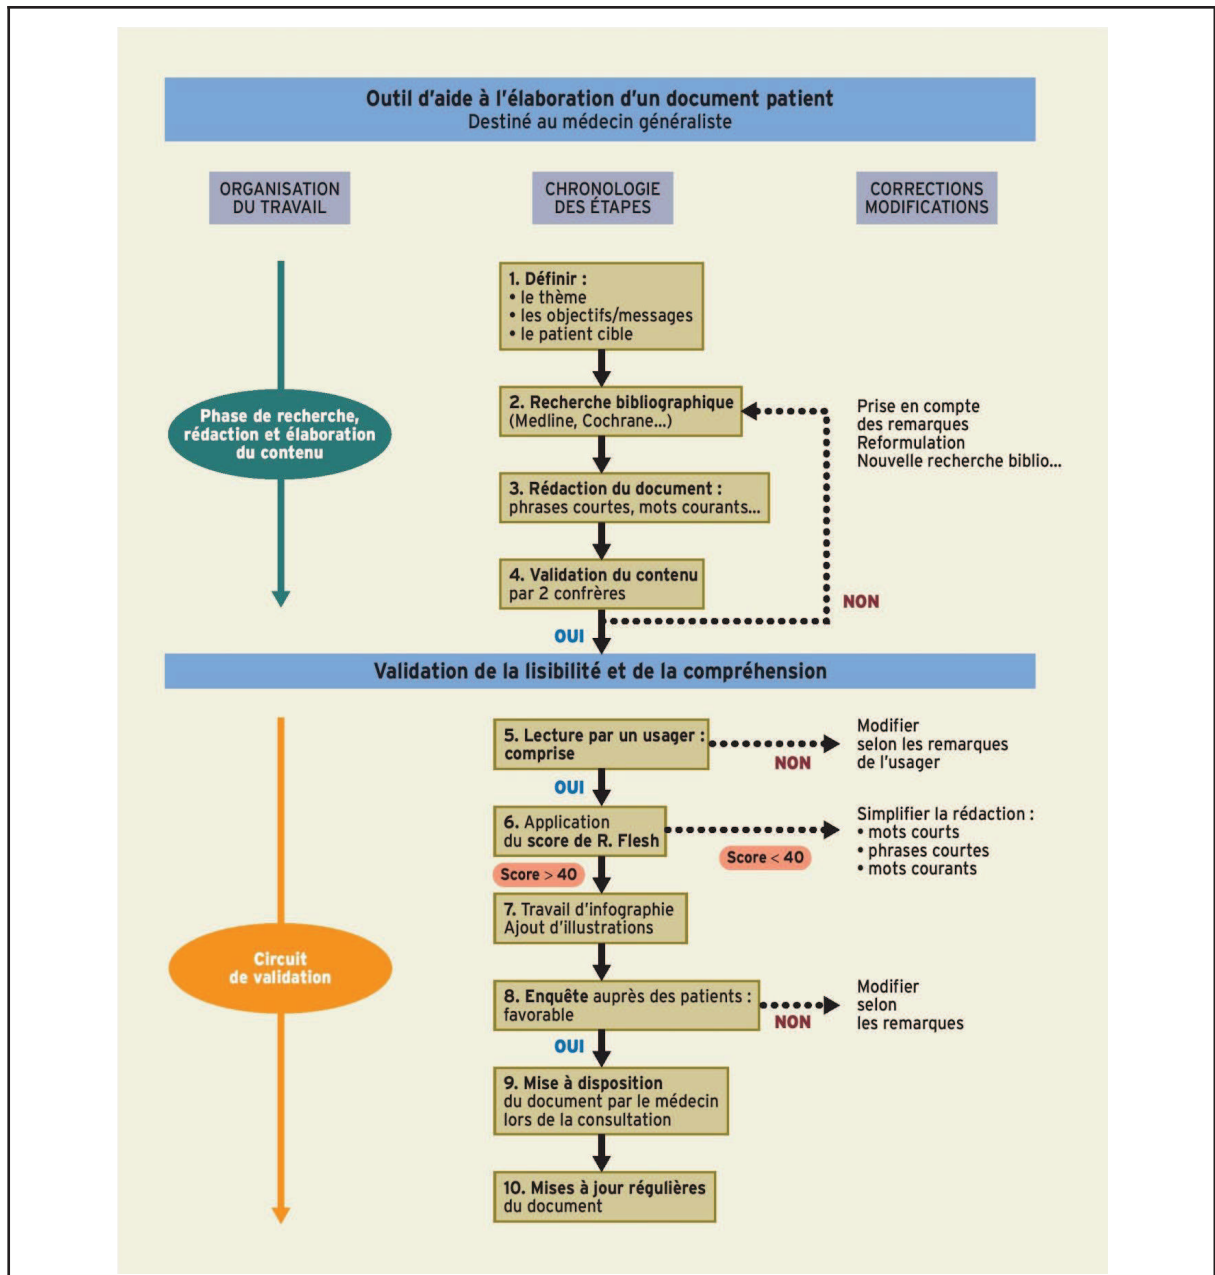 Outil d'aide à l'élaboration d'un document patient
Destiné au médecin généraliste
ORGANISATION
DU TRAVAIL
CHRONOLOGIE
DES ÉTAPES
CORRECTIONS
MODIFICATIONS
1. Définir :
• le thème
• les objectifs/messages
• le patient cible
Phase de recherche,
rédaction et élaboration
du contenu
2. Recherche bibliographique
(Medline, Cochrane...)
Prise en compte
des remarques
Reformulation
Nouvelle recherche biblio...
3. Rédaction du document :
phrases courtes, mots courants...
4. Validation du contenu
par 2 confrères
NON
OUI
Validation de la lisibilité et de la compréhension
5. Lecture par un usager :
comprise
NON
Modifier
selon les remarques
de l'usager
OUI
6. Application
du score de R. Flesh
Score < 40
Simplifier la rédaction :
• mots courts
• phrases courtes
• mots courants
Score > 40
7. Travail d'infographie
Ajout d'illustrations
Circuit
de validation
8. Enquête auprès des patients :
favorable
NON
Modifier
selon
les remarques
OUI
9. Mise à disposition
du document par le médecin
lors de la consultation
10. Mises à jour régulières
du document